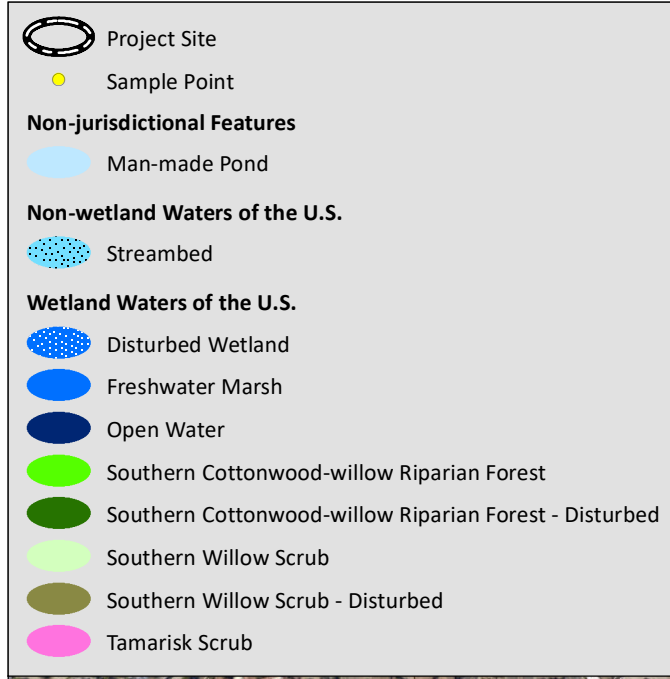 Project Site
Sample Point
Non-jurisdictional Features
Man-made Pond
Non-wetland Waters of the U.S.
Streambed
Wetland Waters of the U.S.
Disturbed Wetland
Freshwater Marsh
Open Water
Southern Cottonwood-willow Riparian Forest
Southern Cottonwood-willow Riparian Forest - Disturbed
Southern Willow Scrub
Southern Willow Scrub - Disturbed
Tamarisk Scrub